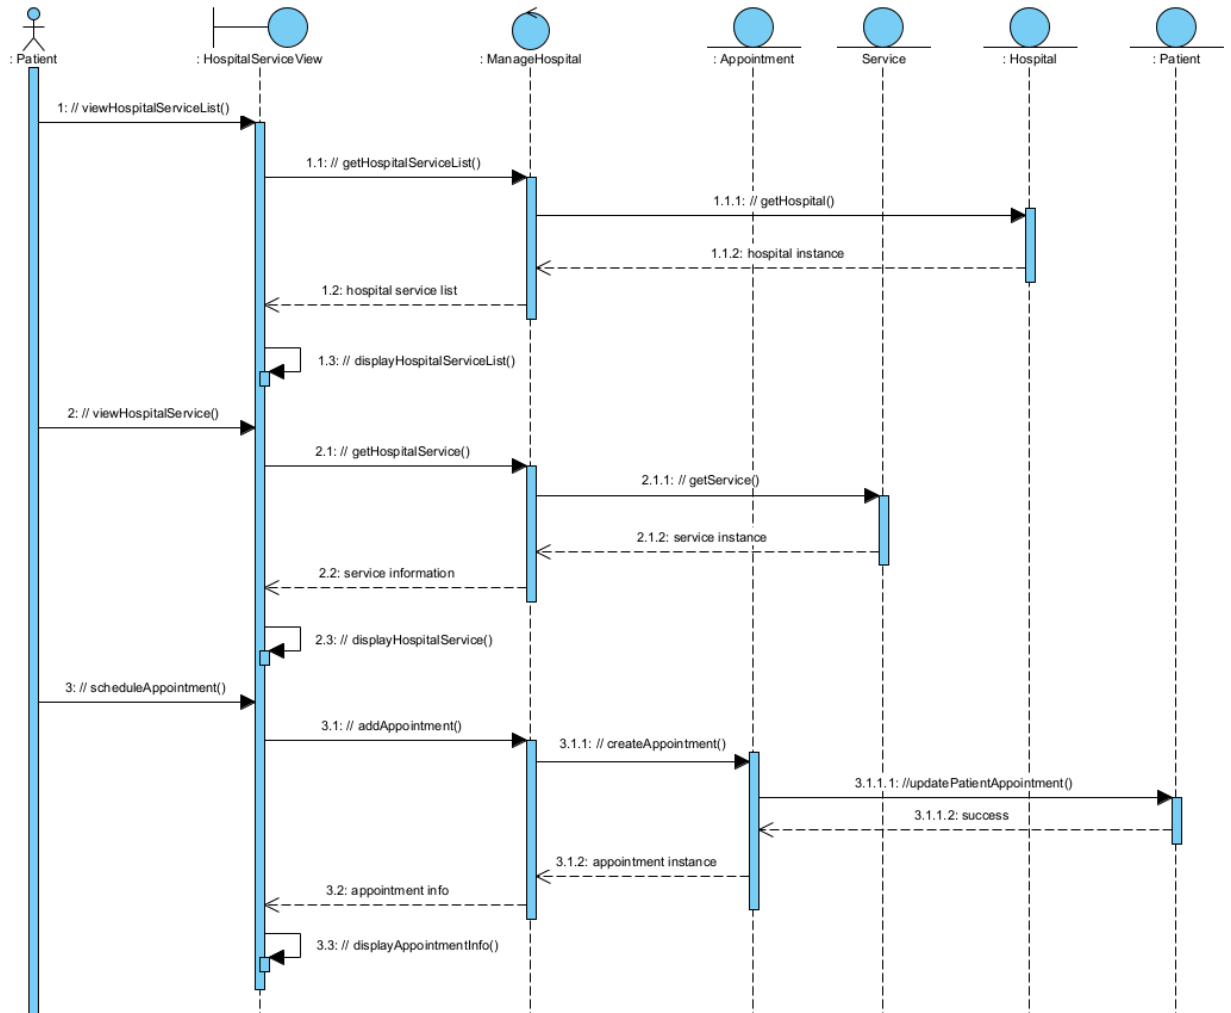 : Patient
: HospitalServiceView
: ManageHospital
: Appointment
Service
: Hospital
: Patient
1: // viewHospitalServiceList()
1.1: // getHospitalServiceList()
1.1.1: // getHospital()
1.1.2: hospital instance
1.2: hospital service list
1.3: // displayHospitalServiceList()
2: // viewHospitalService()
2.1: // getHospitalService()
2.1.1: // getService()
2.1.2: service instance
2.2: service information
2.3: // displayHospitalService()
3: // scheduleAppointment()
3.1: // addAppointment()
3.1.1: // createAppointment()
3.1.1.1: //updatePatientAppointment()
3.1.1.2: success
3.1.2: appointment instance
3.2: appointment info
3.3: // displayAppointmentInfo()